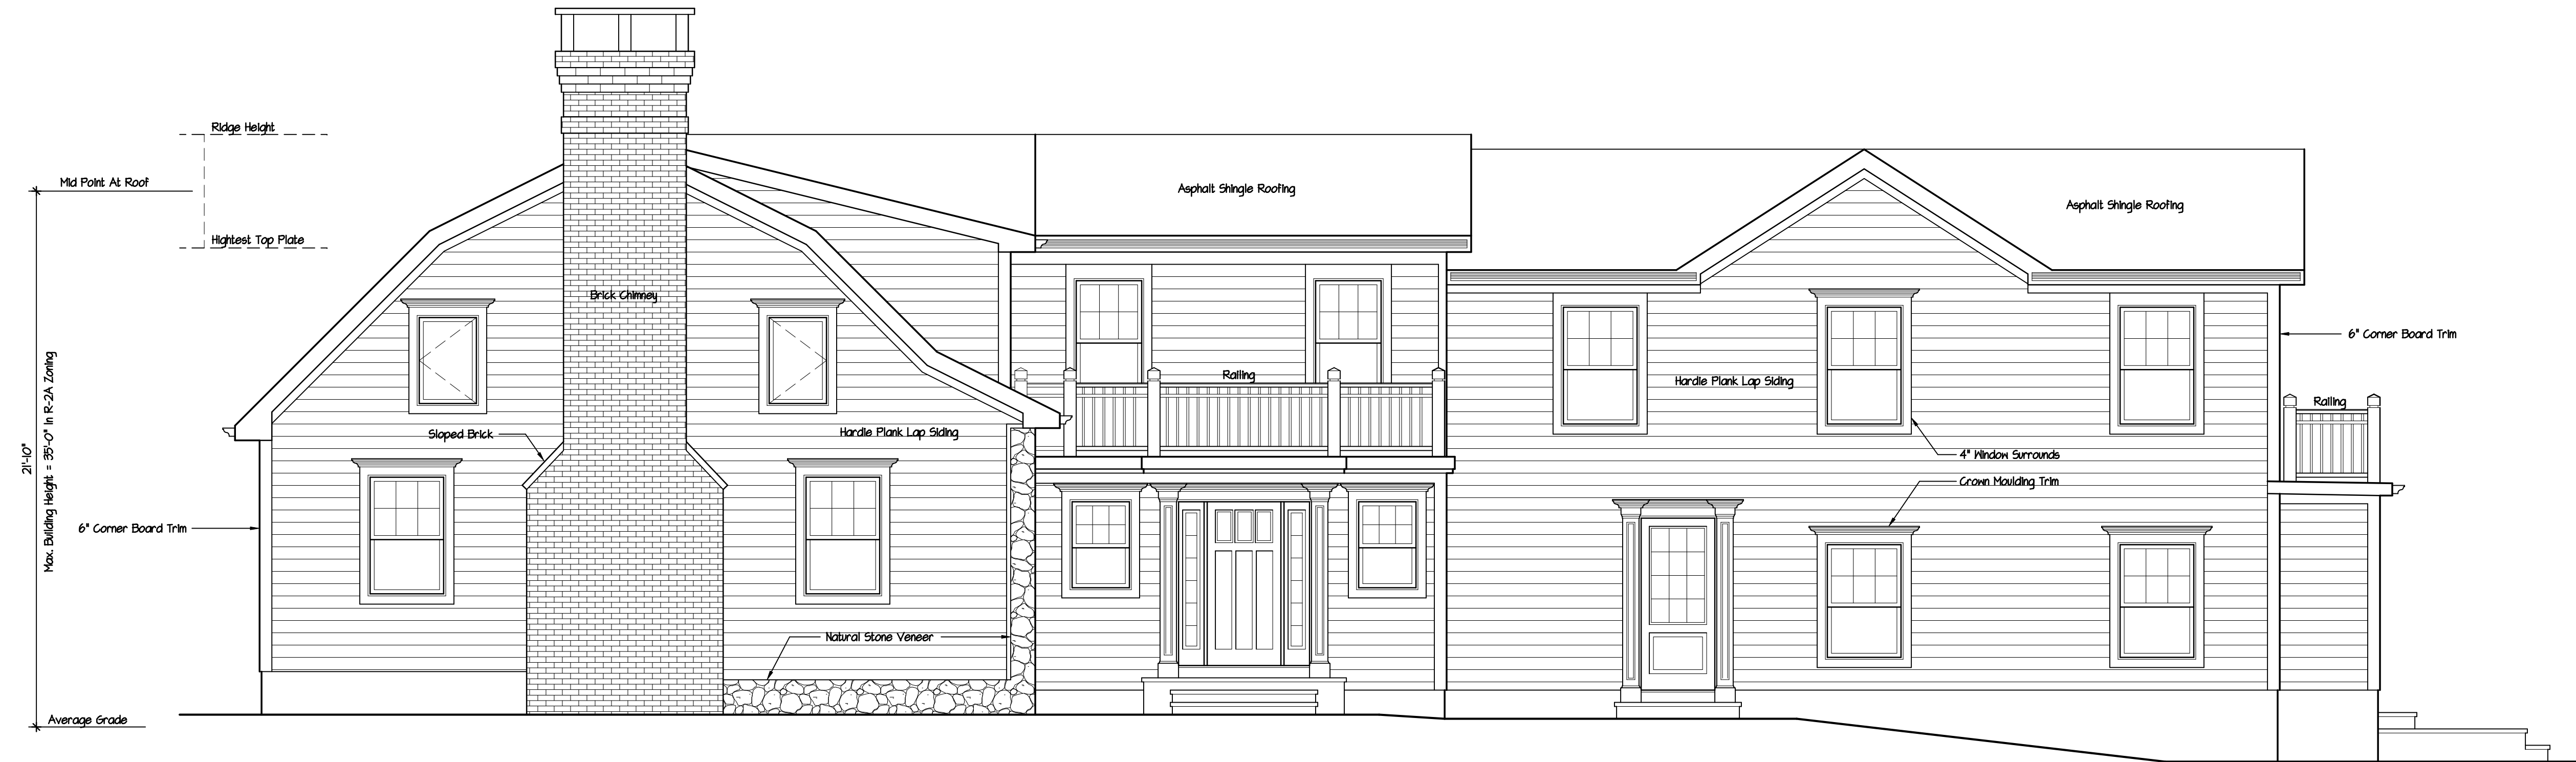 Ridge Height
Mid Point At Roof
Asphalt Shingle Roofing
Asphalt Shingle Roofing
Hightest Top Plate
Brick Chimney
6" Corner Board Trim
Railing
Hardie Plank Lap Siding
Railing
Sloped Brick
Hardie Plank Lap Siding
4" Window Surrounds
21'-10"
Max. Building Height = 35'-0" In R-2A Zoning
Crown Moulding Trim
6" Corner Board Trim
Natural Stone Veneer
Average Grade